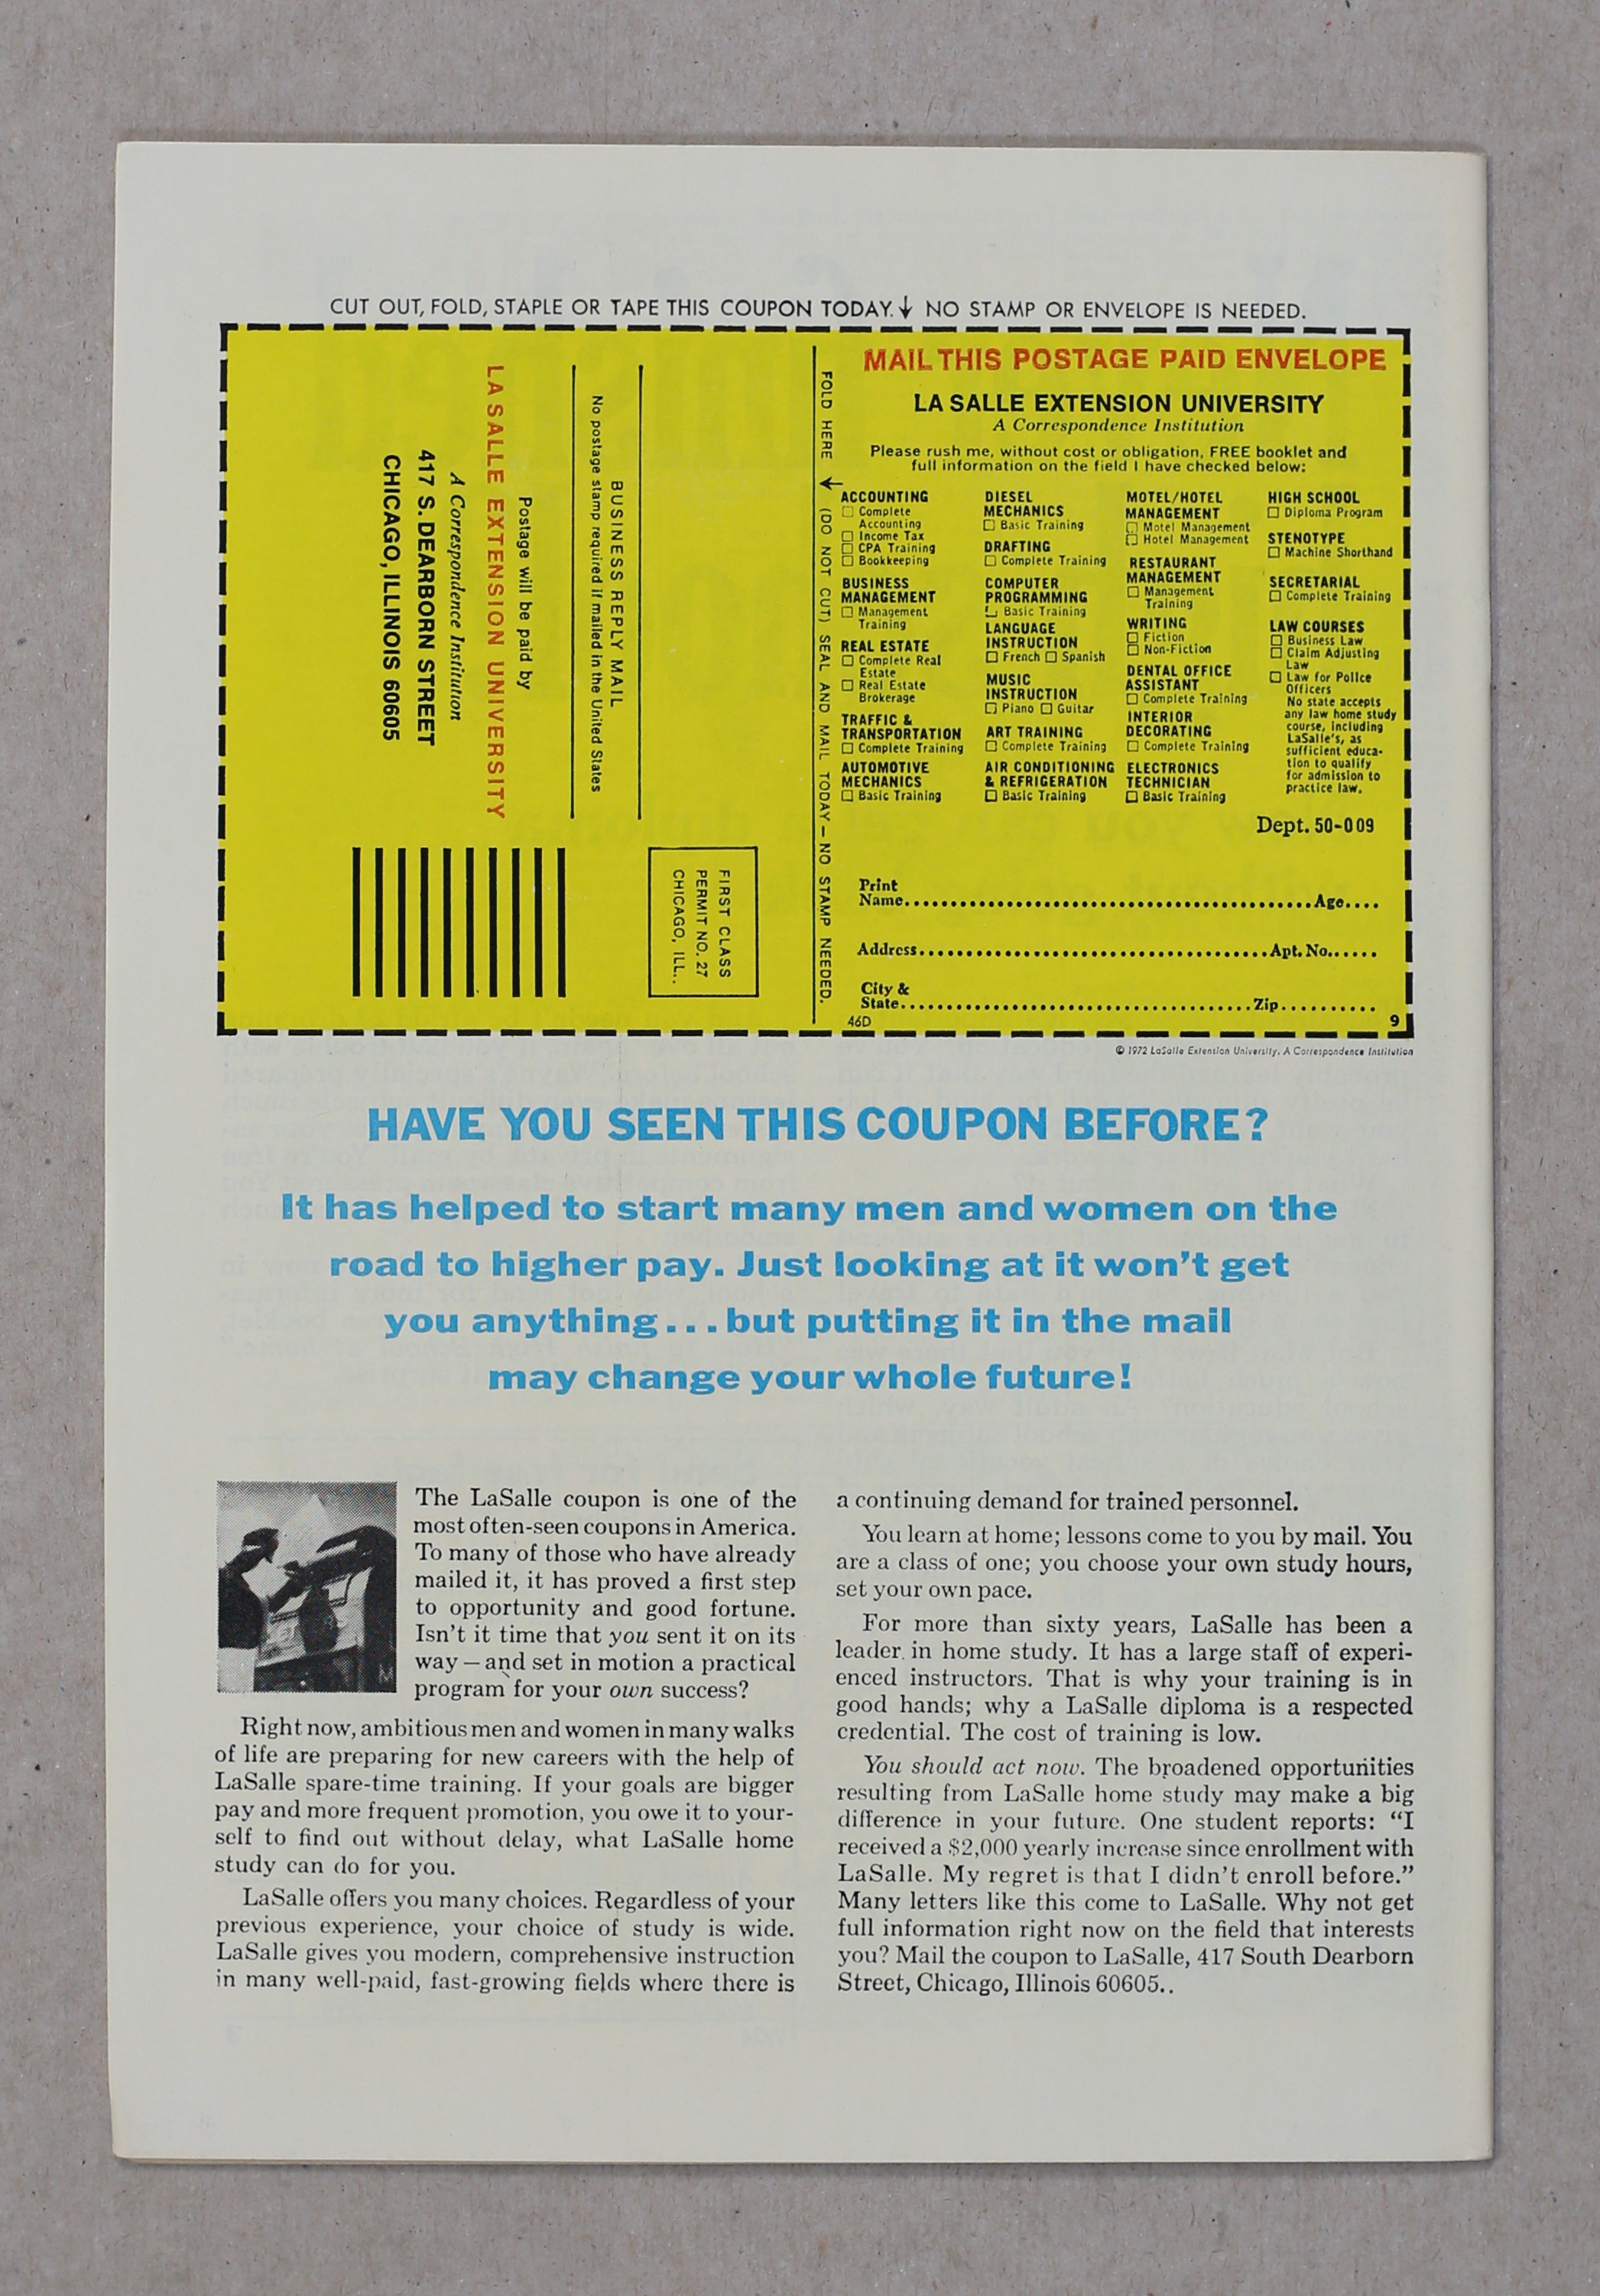 CUT OUT, FOLD, STAPLE OR TAPE THIS COUPON TODAY.↓ NO STAMP OR ENVELOPE IS NEEDED.
BUSINESS REPLY MAIL
No postage stamp required if mailed in the United States
Postage will be paid by
LA SALLE EXTENSION UNIVERSITY
A Correspondence Institution
417 S. DEARBORN STREET
CHICAGO, ILLINOIS 60605
FIRST CLASS
PERMIT NO. 27
CHICAGO, ILL.
FOLD HERE ↓ (DO NOT CUT) SEAL AND MAIL TODAY — NO STAMP NEEDED.
MAIL THIS POSTAGE PAID ENVELOPE
LA SALLE EXTENSION UNIVERSITY
A Correspondence Institution
Please rush me, without cost or obligation, FREE booklet and
full information on the field I have checked below:
ACCOUNTING
☐ Complete
Accounting
☐ Income Tax
☐ CPA Training
☐ Bookkeeping
BUSINESS
MANAGEMENT
☐ Management
Training
REAL ESTATE
☐ Complete Real
Estate
☐ Real Estate
Brokerage
TRAFFIC &
TRANSPORTATION
☐ Complete Training
AUTOMOTIVE
MECHANICS
☐ Basic Training
DIESEL
MECHANICS
☐ Basic Training
DRAFTING
☐ Complete Training
COMPUTER
PROGRAMMING
☐ Basic Training
LANGUAGE
INSTRUCTION
☐ French ☐ Spanish
MUSIC
INSTRUCTION
☐ Piano ☐ Guitar
ART TRAINING
☐ Complete Training
AIR CONDITIONING
& REFRIGERATION
☐ Basic Training
MOTEL/HOTEL
MANAGEMENT
☐ Motel Management
☐ Hotel Management
RESTAURANT
MANAGEMENT
☐ Management
Training
WRITING
☐ Fiction
☐ Non-Fiction
DENTAL OFFICE
ASSISTANT
☐ Complete Training
INTERIOR
DECORATING
☐ Complete Training
ELECTRONICS
TECHNICIAN
☐ Basic Training
HIGH SCHOOL
☐ Diploma Program
STENOTYPE
☐ Machine Shorthand
SECRETARIAL
☐ Complete Training
LAW COURSES
☐ Business Law
☐ Claim Adjusting
Law
☐ Law for Police
Officers
No state accepts
any law home study
course, including
LaSalle's, as
sufficient educa-
tion to qualify
for admission to
practice law.
Dept. 50-009
Print
Name.............................................Age....
Address......................................Apt. No......
City &
State......................................Zip..........
46D 9
© 1972 LaSalle Extension University. A Correspondence Institution
HAVE YOU SEEN THIS COUPON BEFORE?
It has helped to start many men and women on the
road to higher pay. Just looking at it won't get
you anything...but putting it in the mail
may change your whole future!
The LaSalle coupon is one of the
most often-seen coupons in America.
To many of those who have already
mailed it, it has proved a first step
to opportunity and good fortune.
Isn't it time that you sent it on its
way — and set in motion a practical
program for your own success?
Right now, ambitious men and women in many walks
of life are preparing for new careers with the help of
LaSalle spare-time training. If your goals are bigger
pay and more frequent promotion, you owe it to your-
self to find out without delay, what LaSalle home
study can do for you.
LaSalle offers you many choices. Regardless of your
previous experience, your choice of study is wide.
LaSalle gives you modern, comprehensive instruction
in many well-paid, fast-growing fields where there is
a continuing demand for trained personnel.
You learn at home; lessons come to you by mail. You
are a class of one; you choose your own study hours,
set your own pace.
For more than sixty years, LaSalle has been a
leader in home study. It has a large staff of experi-
enced instructors. That is why your training is in
good hands; why a LaSalle diploma is a respected
credential. The cost of training is low.
You should act now. The broadened opportunities
resulting from LaSalle home study may make a big
difference in your future. One student reports: “I
received a $2,000 yearly increase since enrollment with
LaSalle. My regret is that I didn't enroll before.”
Many letters like this come to LaSalle. Why not get
full information right now on the field that interests
you? Mail the coupon to LaSalle, 417 South Dearborn
Street, Chicago, Illinois 60605..